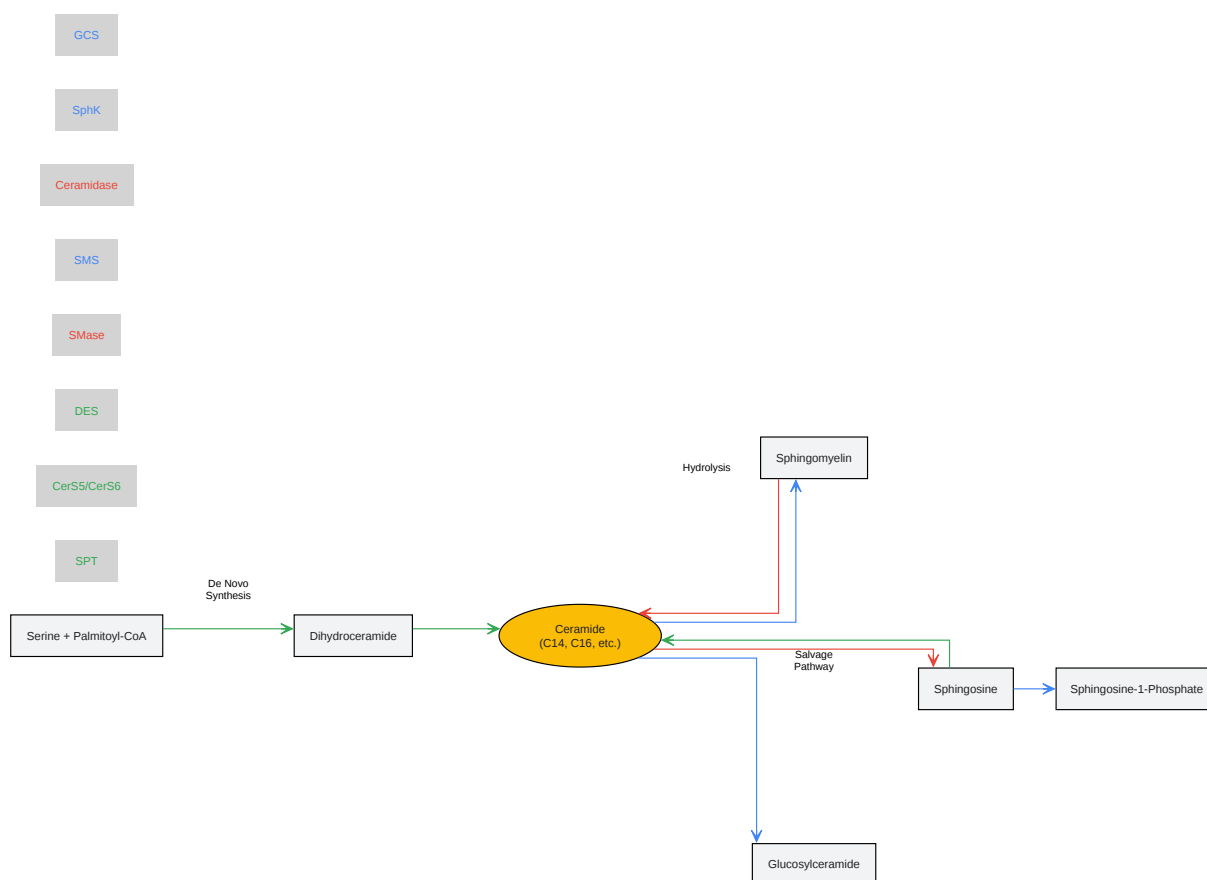 GCS
SphK
Ceramidase
SMS
SMase
DES
CerS5/CerS6
SPT
Sphingomyelin
Hydrolysis
De Novo
Synthesis
Serine + Palmitoyl-CoA
Dihydroceramide
Ceramide
(C14, C16, etc.)
Salvage
Pathway
Sphingosine
Sphingosine-1-Phosphate
Glucosylceramide